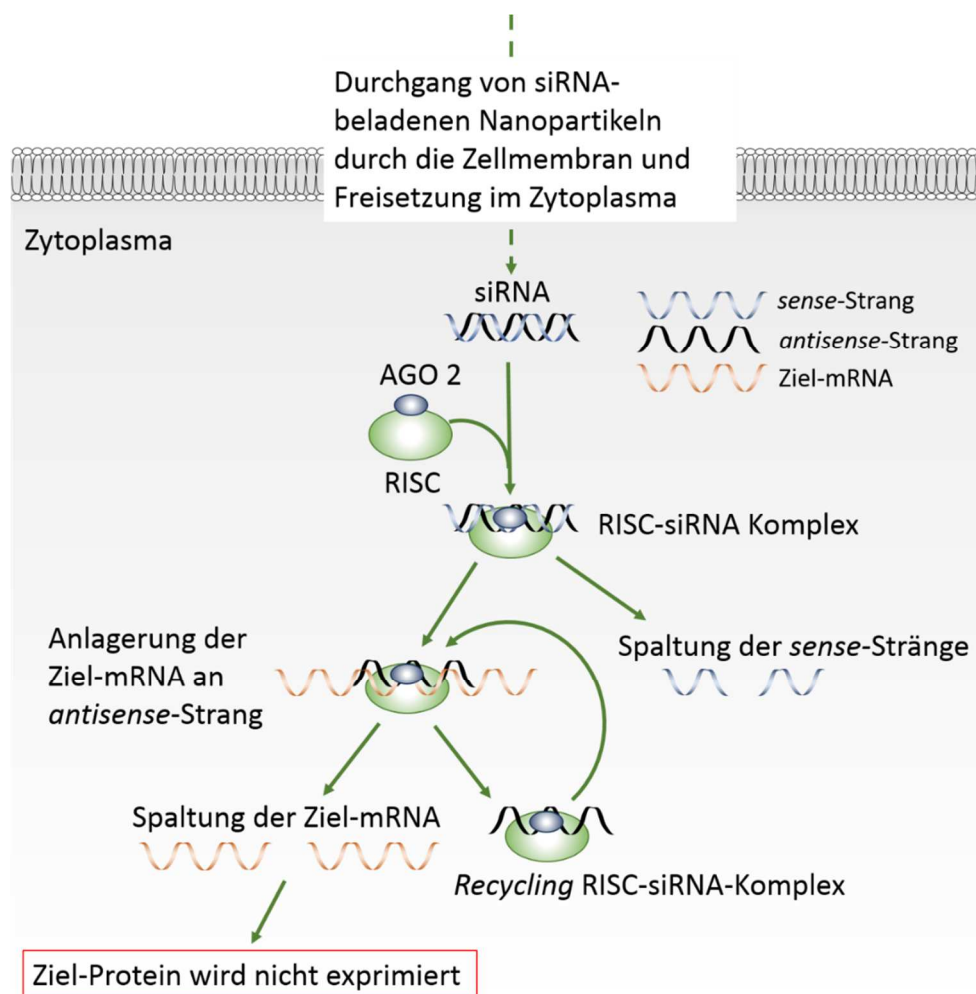 Durchgang von siRNA-
beladenen Nanopartikeln
durch die Zellmembran und
Freisetzung im Zytoplasma
Zytoplasma
siRNA
sense-Strang
antisense-Strang
Ziel-mRNA
AGO 2
RISC
RISC-siRNA Komplex
Anlagerung der
Ziel-mRNA an
antisense-Strang
Spaltung der sense-Stränge
Spaltung der Ziel-mRNA
Recycling RISC-siRNA-Komplex
Ziel-Protein wird nicht exprimiert